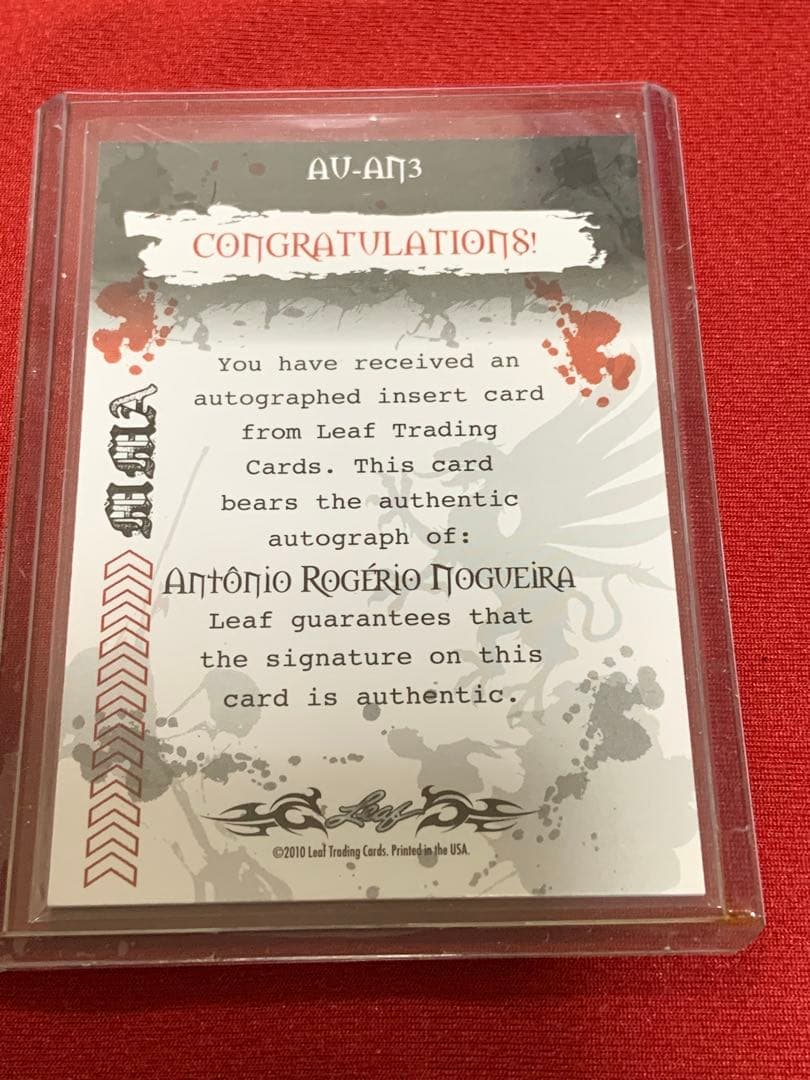 AU-AN3
CONGRATULATIONS!
You have received an
autographed insert card
from Leaf Trading
Cards. This card
bears the authentic
autograph of:
ANTÔNIO ROGÉRIO NOGUEIRA
Leaf guarantees that
the signature on this
card is authentic.
MMA
Leaf
©2010 Leaf Trading Cards. Printed in the USA.